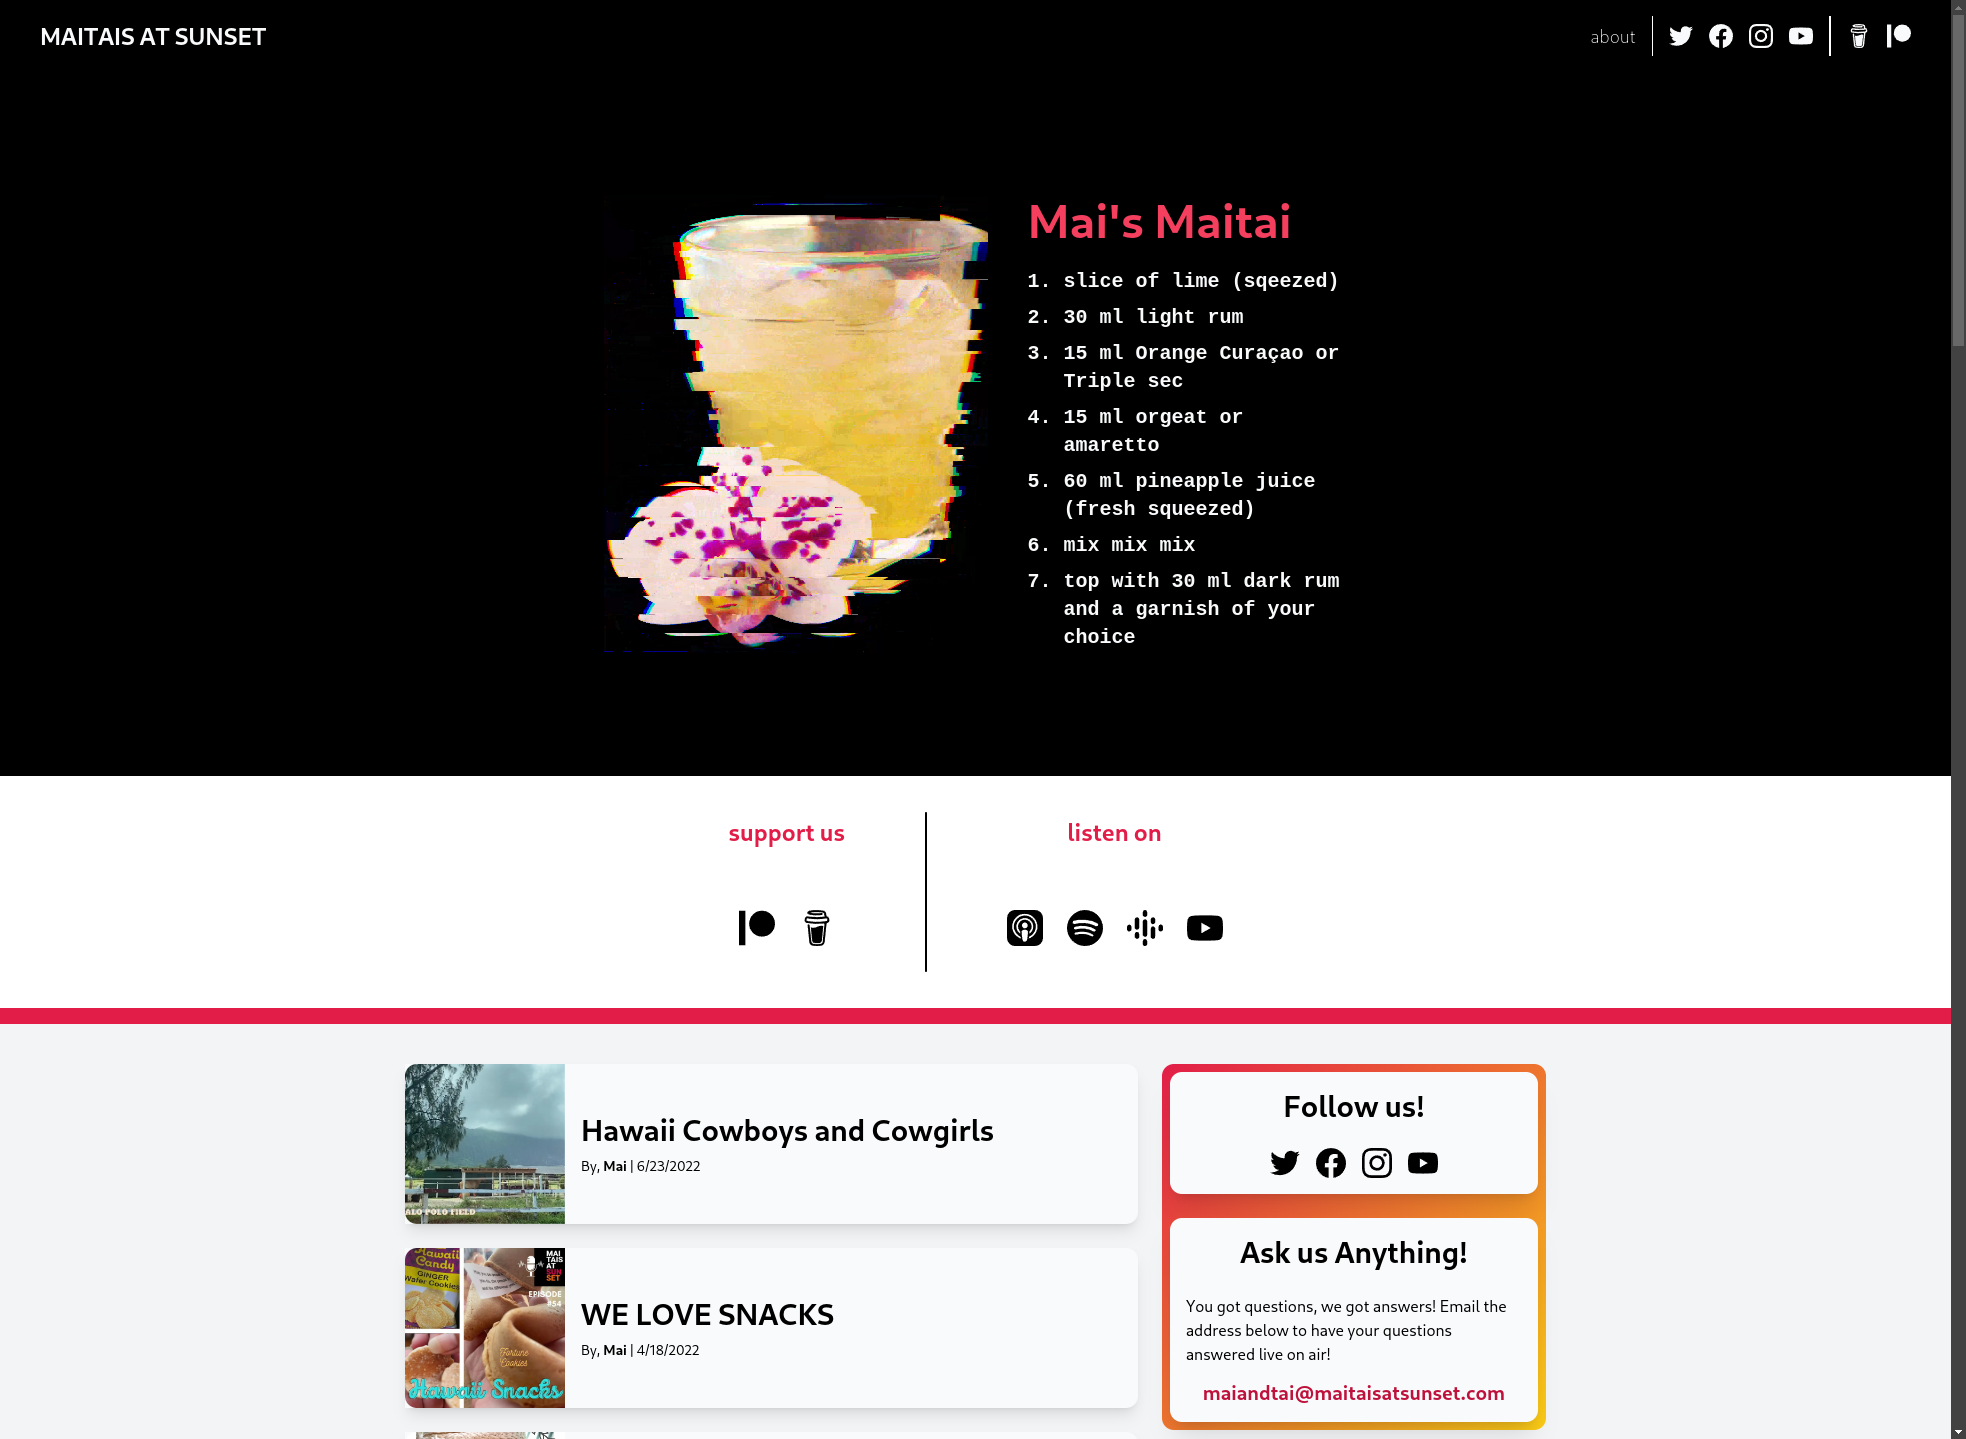 MAITAIS AT SUNSET
about
Mai's Maitai
1. slice of lime (sqeezed)
2. 30 ml light rum
3. 15 ml Orange Curaçao or
Triple sec
4. 15 ml orgeat or
amaretto
5. 60 ml pineapple juice
(fresh squeezed)
6. mix mix mix
7. top with 30 ml dark rum
and a garnish of your
choice
support us
listen on
ALO POLO FIELD
Hawaii Cowboys and Cowgirls
By, Mai | 6/23/2022
Hawaii
Candy
GINGER
Wafer Cookies
MAI
TAIS
AT
SUN
SET
EPISODE
#54
Fortune
Cookies
Hawaii Snacks
WE LOVE SNACKS
By, Mai | 4/18/2022
Follow us!
Ask us Anything!
You got questions, we got answers! Email the
address below to have your questions
answered live on air!
maiandtai@maitaisatsunset.com